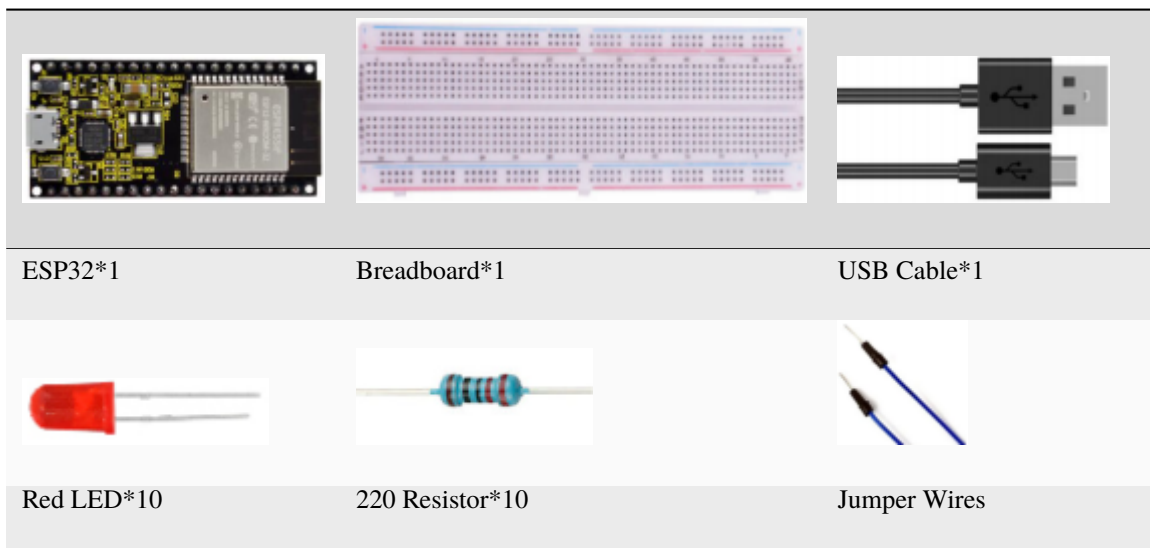 ESP32*1
Breadboard*1
USB Cable*1
Red LED*10
220 Resistor*10
Jumper Wires